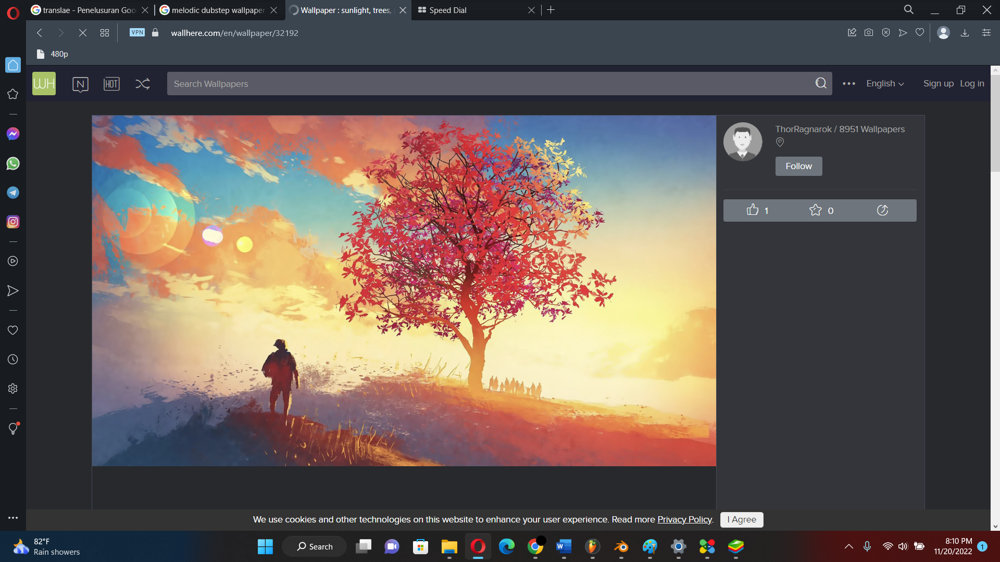 translae - Penelusuran Goo
melodic dubstep wallpaper
Wallpaper : sunlight, trees,
Speed Dial
VPN
wallhere.com/en/wallpaper/32192
480p
WH
N
HOT
Search Wallpapers
English
Sign up
Log in
ThorRagnarok / 8951 Wallpapers
Follow
1
0
We use cookies and other technologies on this website to enhance your user experience. Read more Privacy Policy.
I Agree
82°F
Rain showers
Search
8:10 PM
11/20/2022
1